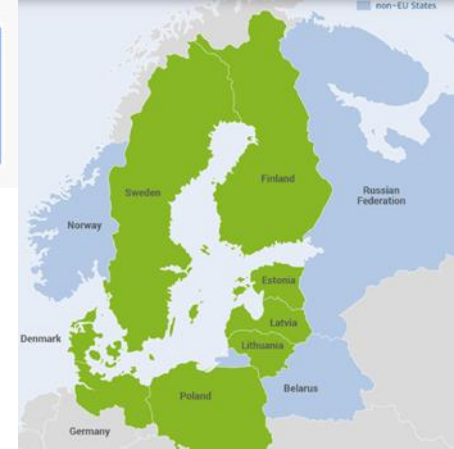 non-EU States
Sweden
Finland
Russian
Federation
Norway
Estonia
Denmark
Latvia
Lithuania
Poland
Belarus
Germany